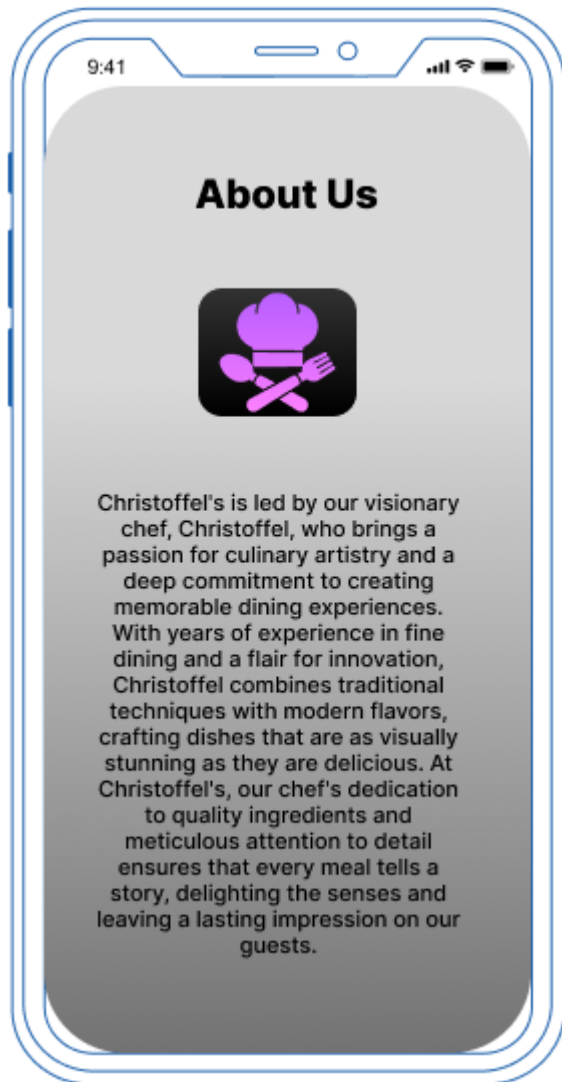 9:41
About Us
Christoffel's is led by our visionary
chef, Christoffel, who brings a
passion for culinary artistry and a
deep commitment to creating
memorable dining experiences.
With years of experience in fine
dining and a flair for innovation,
Christoffel combines traditional
techniques with modern flavors,
crafting dishes that are as visually
stunning as they are delicious. At
Christoffel's, our chef's dedication
to quality ingredients and
meticulous attention to detail
ensures that every meal tells a
story, delighting the senses and
leaving a lasting impression on our
guests.